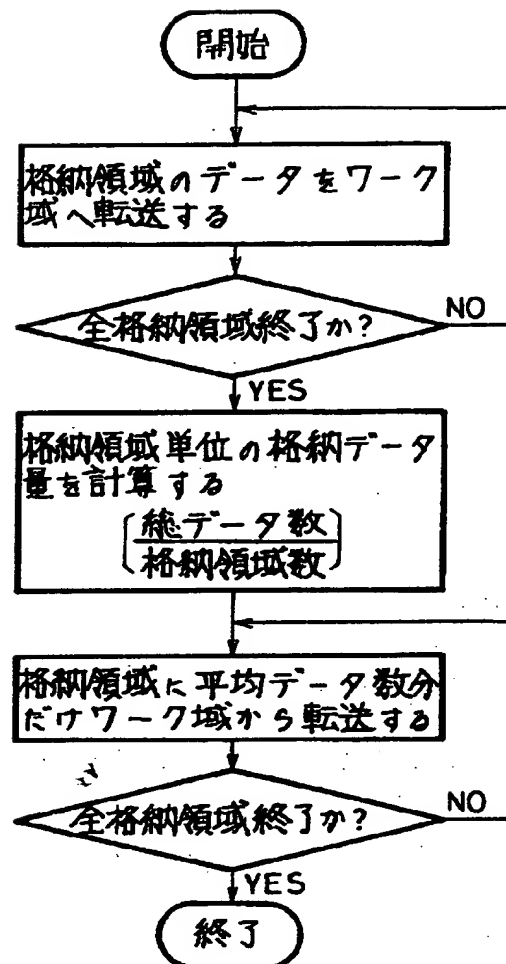 開始
格納領域のデータをワーク
域へ転送する
全格納領域終了か?
NO
YES
格納領域単位の格納データ
量を計算する
総データ数
格納領域数
格納領域に平均データ数分
だけワーク域から転送する
全格納領域終了か?
NO
YES
終了